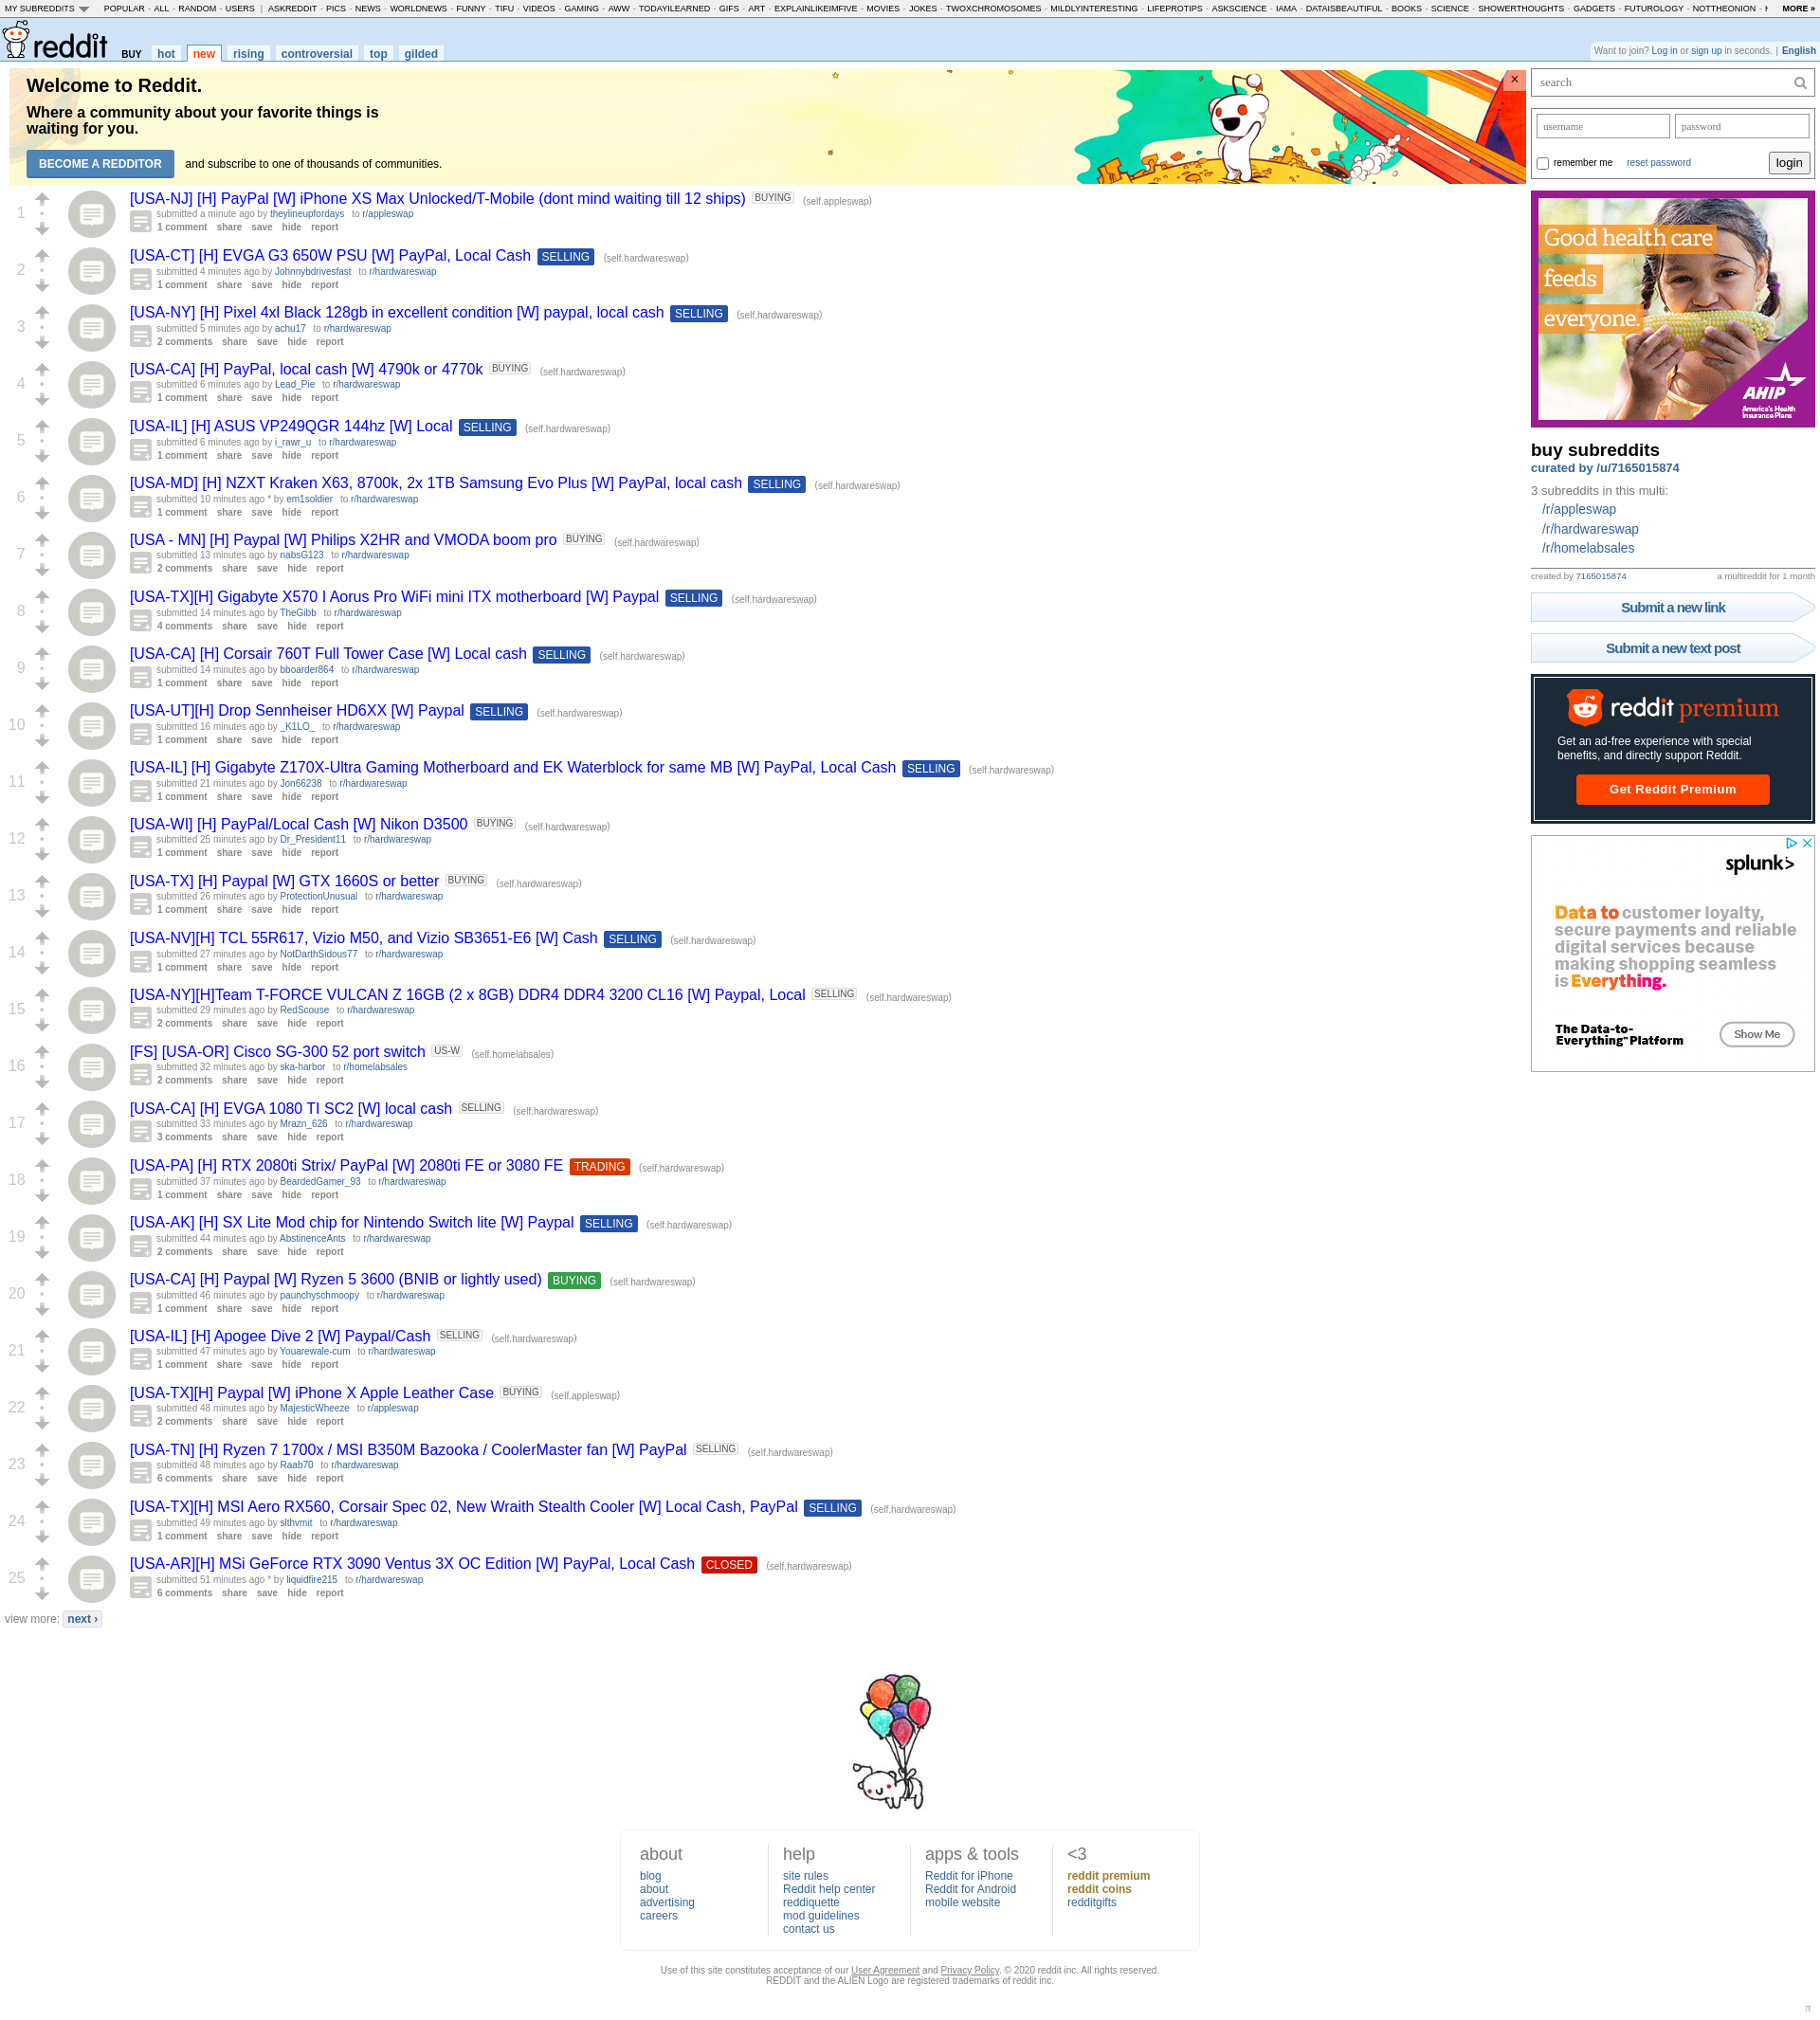 MY SUBREDDITS POPULAR - ALL - RANDOM - USERS | ASKREDDIT - PICS - NEWS - WORLDNEWS - FUNNY - TIFU - VIDEOS - GAMING - AWW - TODAYILEARNED - GIFS - ART - EXPLAINLIKEIMFIVE - MOVIES - JOKES - TWOXCHROMOSOMES - MILDLYINTERESTING - LIFEPROTIPS - ASKSCIENCE - IAMA - DATAISBEAUTIFUL - BOOKS - SCIENCE - SHOWERTHOUGHTS - GADGETS - FUTUROLOGY - NOTTHEONION - MORE »
reddit BUY hot new rising controversial top gilded
Want to join? Log in or sign up in seconds. | English
Welcome to Reddit.
Where a community about your favorite things is
waiting for you.
BECOME A REDDITOR and subscribe to one of thousands of communities.
×
1
[USA-NJ] [H] PayPal [W] iPhone XS Max Unlocked/T-Mobile (dont mind waiting till 12 ships) BUYING (self.appleswap)
submitted a minute ago by theylineupfordays to r/appleswap
1 comment share save hide report
2
[USA-CT] [H] EVGA G3 650W PSU [W] PayPal, Local Cash SELLING (self.hardwareswap)
submitted 4 minutes ago by Johnnybdrivesfast to r/hardwareswap
1 comment share save hide report
3
[USA-NY] [H] Pixel 4xl Black 128gb in excellent condition [W] paypal, local cash SELLING (self.hardwareswap)
submitted 5 minutes ago by achu17 to r/hardwareswap
2 comments share save hide report
4
[USA-CA] [H] PayPal, local cash [W] 4790k or 4770k BUYING (self.hardwareswap)
submitted 6 minutes ago by Lead_Pie to r/hardwareswap
1 comment share save hide report
5
[USA-IL] [H] ASUS VP249QGR 144hz [W] Local SELLING (self.hardwareswap)
submitted 6 minutes ago by i_rawr_u to r/hardwareswap
1 comment share save hide report
6
[USA-MD] [H] NZXT Kraken X63, 8700k, 2x 1TB Samsung Evo Plus [W] PayPal, local cash SELLING (self.hardwareswap)
submitted 10 minutes ago * by em1soldier to r/hardwareswap
1 comment share save hide report
7
[USA - MN] [H] Paypal [W] Philips X2HR and VMODA boom pro BUYING (self.hardwareswap)
submitted 13 minutes ago by nabsG123 to r/hardwareswap
2 comments share save hide report
8
[USA-TX][H] Gigabyte X570 I Aorus Pro WiFi mini ITX motherboard [W] Paypal SELLING (self.hardwareswap)
submitted 14 minutes ago by TheGibb to r/hardwareswap
4 comments share save hide report
9
[USA-CA] [H] Corsair 760T Full Tower Case [W] Local cash SELLING (self.hardwareswap)
submitted 14 minutes ago by bboarder864 to r/hardwareswap
1 comment share save hide report
10
[USA-UT][H] Drop Sennheiser HD6XX [W] Paypal SELLING (self.hardwareswap)
submitted 16 minutes ago by _K1LO_ to r/hardwareswap
1 comment share save hide report
11
[USA-IL] [H] Gigabyte Z170X-Ultra Gaming Motherboard and EK Waterblock for same MB [W] PayPal, Local Cash SELLING (self.hardwareswap)
submitted 21 minutes ago by Jon66238 to r/hardwareswap
1 comment share save hide report
12
[USA-WI] [H] PayPal/Local Cash [W] Nikon D3500 BUYING (self.hardwareswap)
submitted 25 minutes ago by Dr_President11 to r/hardwareswap
1 comment share save hide report
13
[USA-TX] [H] Paypal [W] GTX 1660S or better BUYING (self.hardwareswap)
submitted 26 minutes ago by ProtectionUnusual to r/hardwareswap
1 comment share save hide report
14
[USA-NV][H] TCL 55R617, Vizio M50, and Vizio SB3651-E6 [W] Cash SELLING (self.hardwareswap)
submitted 27 minutes ago by NotDarthSidous77 to r/hardwareswap
1 comment share save hide report
15
[USA-NY][H]Team T-FORCE VULCAN Z 16GB (2 x 8GB) DDR4 DDR4 3200 CL16 [W] Paypal, Local SELLING (self.hardwareswap)
submitted 29 minutes ago by RedScouse to r/hardwareswap
2 comments share save hide report
16
[FS] [USA-OR] Cisco SG-300 52 port switch US-W (self.homelabsales)
submitted 32 minutes ago by ska-harbor to r/homelabsales
2 comments share save hide report
17
[USA-CA] [H] EVGA 1080 TI SC2 [W] local cash SELLING (self.hardwareswap)
submitted 33 minutes ago by Mrazn_626 to r/hardwareswap
3 comments share save hide report
18
[USA-PA] [H] RTX 2080ti Strix/ PayPal [W] 2080ti FE or 3080 FE TRADING (self.hardwareswap)
submitted 37 minutes ago by BeardedGamer_93 to r/hardwareswap
1 comment share save hide report
19
[USA-AK] [H] SX Lite Mod chip for Nintendo Switch lite [W] Paypal SELLING (self.hardwareswap)
submitted 44 minutes ago by AbstinenceAnts to r/hardwareswap
2 comments share save hide report
20
[USA-CA] [H] Paypal [W] Ryzen 5 3600 (BNIB or lightly used) BUYING (self.hardwareswap)
submitted 46 minutes ago by paunchyschmoopy to r/hardwareswap
1 comment share save hide report
21
[USA-IL] [H] Apogee Dive 2 [W] Paypal/Cash SELLING (self.hardwareswap)
submitted 47 minutes ago by Youarewale-cum to r/hardwareswap
1 comment share save hide report
22
[USA-TX][H] Paypal [W] iPhone X Apple Leather Case BUYING (self.appleswap)
submitted 48 minutes ago by MajesticWheeze to r/appleswap
2 comments share save hide report
23
[USA-TN] [H] Ryzen 7 1700x / MSI B350M Bazooka / CoolerMaster fan [W] PayPal SELLING (self.hardwareswap)
submitted 48 minutes ago by Raab70 to r/hardwareswap
6 comments share save hide report
24
[USA-TX][H] MSI Aero RX560, Corsair Spec 02, New Wraith Stealth Cooler [W] Local Cash, PayPal SELLING (self.hardwareswap)
submitted 49 minutes ago by slthvmit to r/hardwareswap
1 comment share save hide report
25
[USA-AR][H] MSi GeForce RTX 3090 Ventus 3X OC Edition [W] PayPal, Local Cash CLOSED (self.hardwareswap)
submitted 51 minutes ago * by liquidfire215 to r/hardwareswap
6 comments share save hide report
view more: next ›
search
username password
remember me reset password login
Good health care
feeds
everyone.
AHIP
America's Health
Insurance Plans
buy subreddits
curated by /u/7165015874
3 subreddits in this multi:
/r/appleswap
/r/hardwareswap
/r/homelabsales
created by 7165015874 a multireddit for 1 month
Submit a new link
Submit a new text post
reddit premium
Get an ad-free experience with special
benefits, and directly support Reddit.
Get Reddit Premium
splunk>
Data to customer loyalty,
secure payments and reliable
digital services because
making shopping seamless
is Everything.
The Data-to-
Everything™ Platform
Show Me
about
blog
about
advertising
careers
help
site rules
Reddit help center
reddiquette
mod guidelines
contact us
apps & tools
Reddit for iPhone
Reddit for Android
mobile website
<3
reddit premium
reddit coins
redditgifts
Use of this site constitutes acceptance of our User Agreement and Privacy Policy. © 2020 reddit inc. All rights reserved.
REDDIT and the ALIEN Logo are registered trademarks of reddit inc.
π